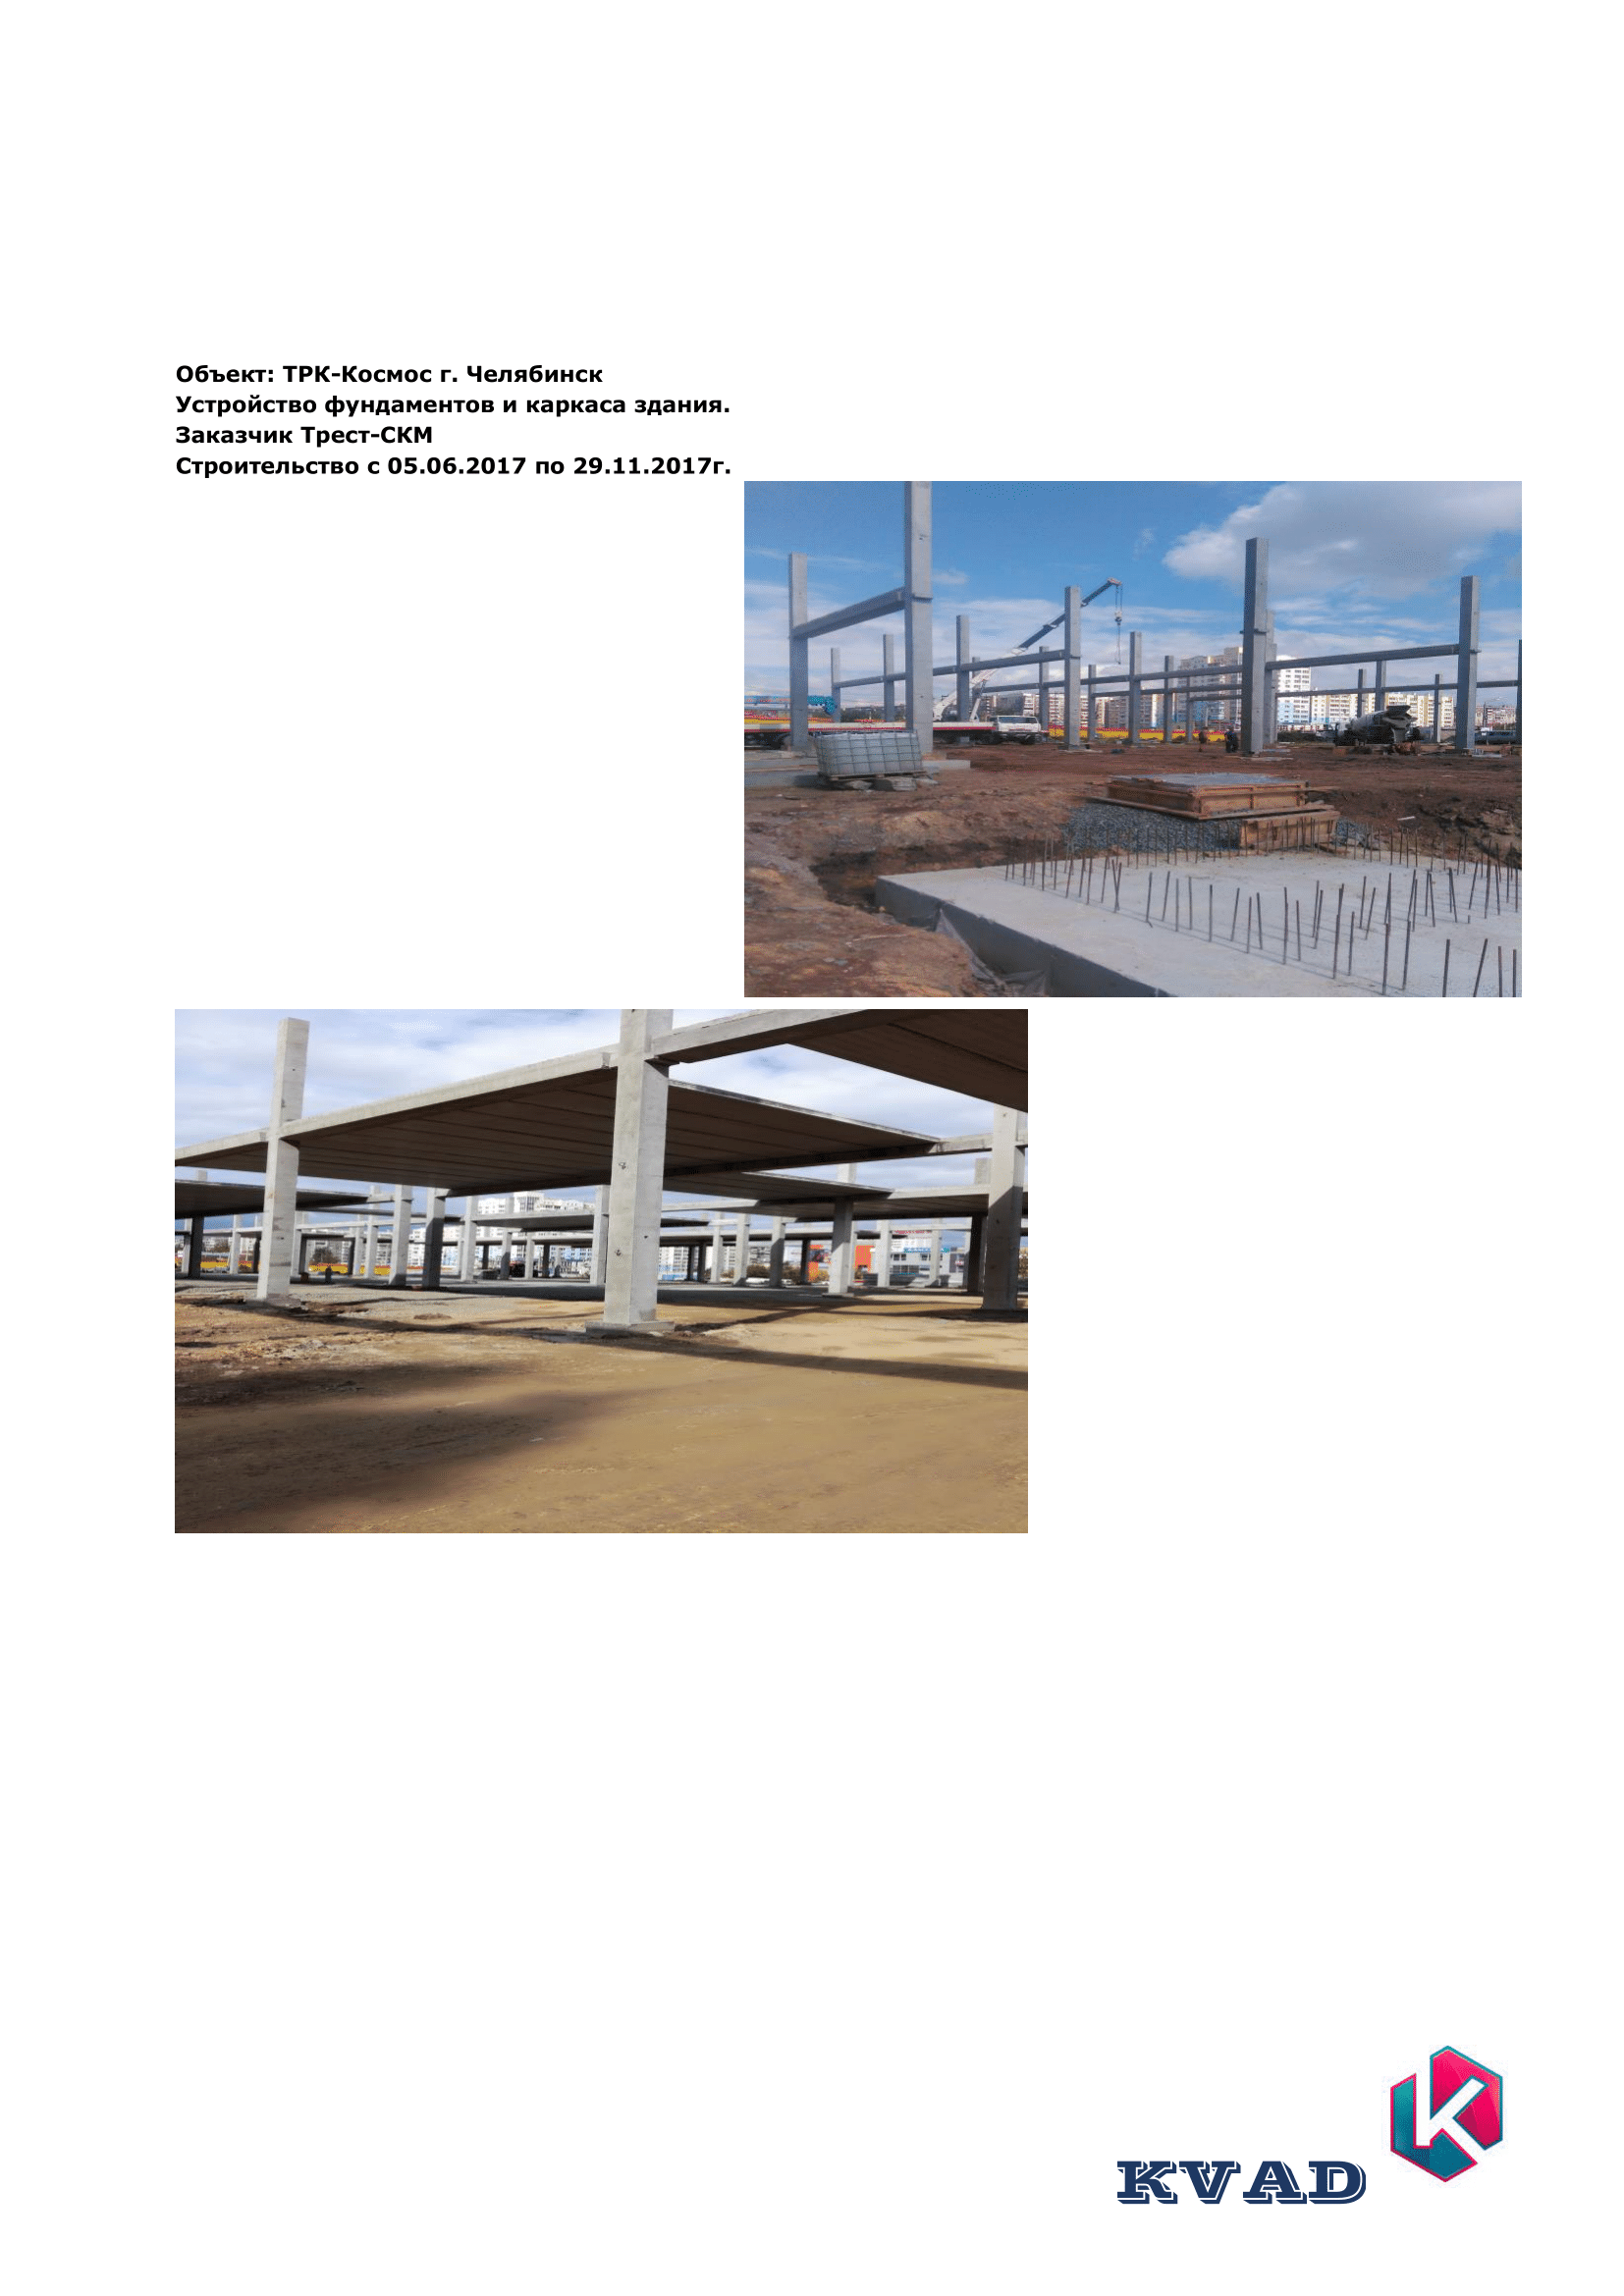 Объект: ТРК-Космос г. Челябинск
Устройство фундаментов и каркаса здания.
Заказчик Трест-СКМ
Строительство с 05.06.2017 по 29.11.2017г.
KVAD